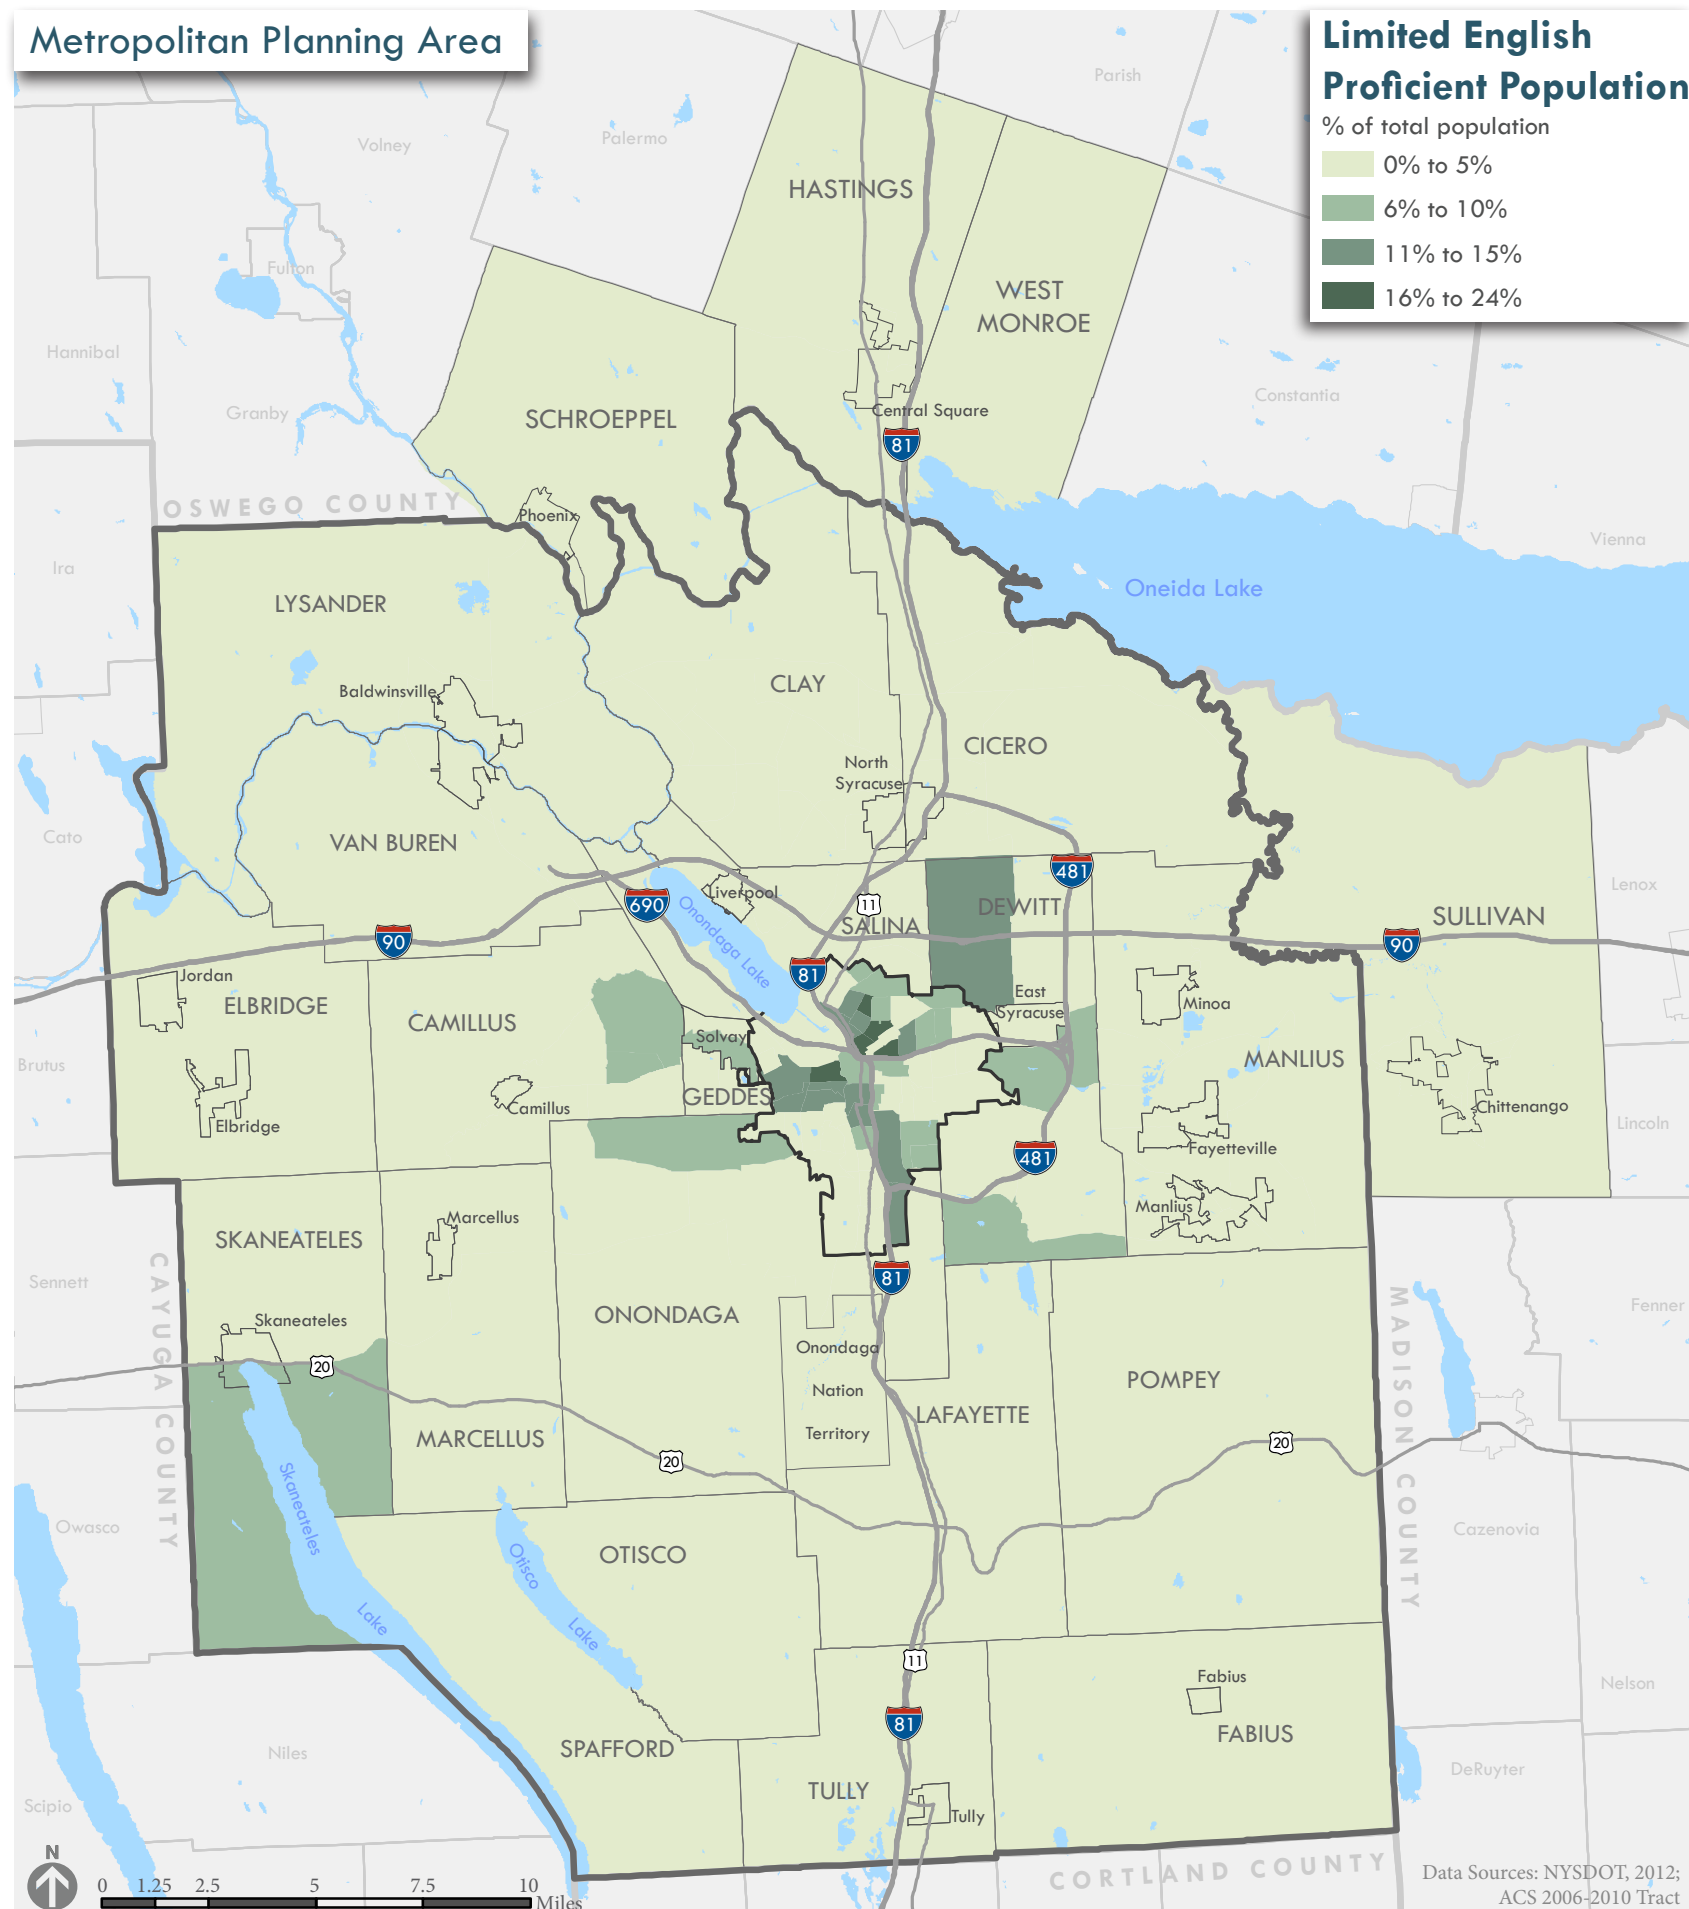 Metropolitan Planning Area
Limited English
Proficient Population
% of total population
0% to 5%
6% to 10%
11% to 15%
16% to 24%
Parish
Volney
Palermo
HASTINGS
Fulton
WEST
MONROE
Hannibal
Constantia
Granby
Central Square
SCHROEPPEL
81
OSWEGO COUNTY
Phoenix
Vienna
Ira
Oneida Lake
LYSANDER
CLAY
Baldwinsville
CICERO
North
Syracuse
Cato
VAN BUREN
481
Lenox
Liverpool
690
11
DEWITT
SULLIVAN
SALINA
90
90
Onondaga Lake
81
Jordan
East
Syracuse
Minoa
ELBRIDGE
CAMILLUS
Solvay
Brutus
MANLIUS
GEDDES
Camillus
Chittenango
Elbridge
Lincoln
Fayetteville
481
Manlius
Marcellus
SKANEATELES
CAYUGA COUNTY
Sennett
81
MADISON COUNTY
Fenner
ONONDAGA
Skaneateles
Onondaga
Nation
Territory
20
POMPEY
LAFAYETTE
MARCELLUS
20
20
Skaneateles
Lake
Owasco
Cazenovia
OTISCO
Otisco
Lake
11
Fabius
Nelson
81
FABIUS
SPAFFORD
Niles
DeRuyter
TULLY
Scipio
Tully
N
0 1.25 2.5 5 7.5 10
Miles
CORTLAND COUNTY
Data Sources: NYSDOT, 2012;
ACS 2006-2010 Tract